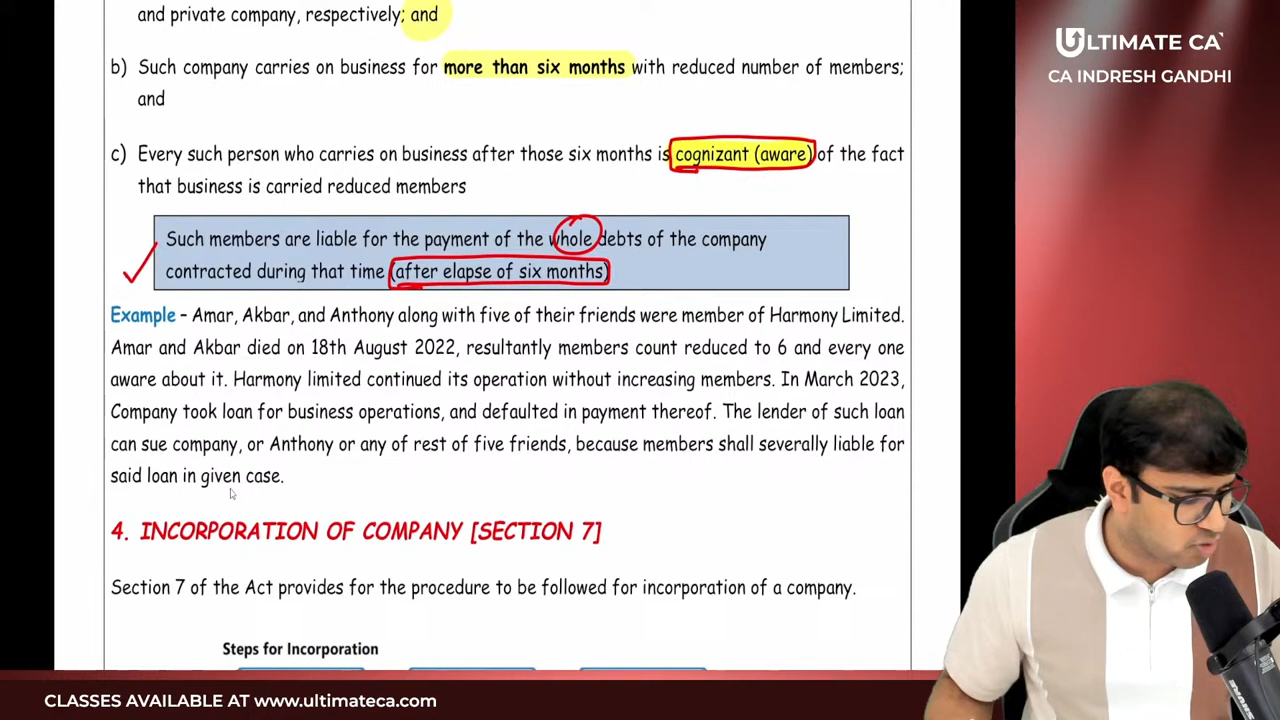 and private company, respectively; and
b) Such company carries on business for more than six months with reduced number of members;
and
c) Every such person who carries on business after those six months is cognizant (aware) of the fact
that business is carried reduced members
Such members are liable for the payment of the whole debts of the company
contracted during that time (after elapse of six months)
Example – Amar, Akbar, and Anthony along with five of their friends were member of Harmony Limited.
Amar and Akbar died on 18th August 2022, resultantly members count reduced to 6 and every one
aware about it. Harmony limited continued its operation without increasing members. In March 2023,
Company took loan for business operations, and defaulted in payment thereof. The lender of such loan
can sue company, or Anthony or any of rest of five friends, because members shall severally liable for
said loan in given case.
4. INCORPORATION OF COMPANY [SECTION 7]
Section 7 of the Act provides for the procedure to be followed for incorporation of a company.
Steps for Incorporation
ULTIMATE CA
CA INDRESH GANDHI
SHURE
CLASSES AVAILABLE AT www.ultimateca.com